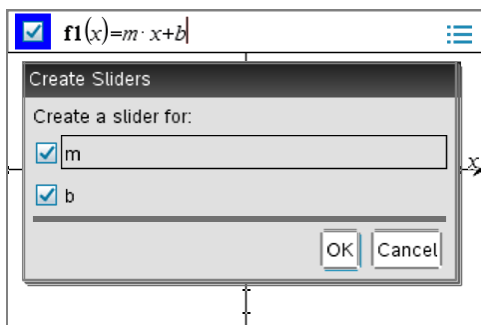 f1(x)=m·x+b
Create Sliders
Create a slider for:
m
b
OK Cancel
x